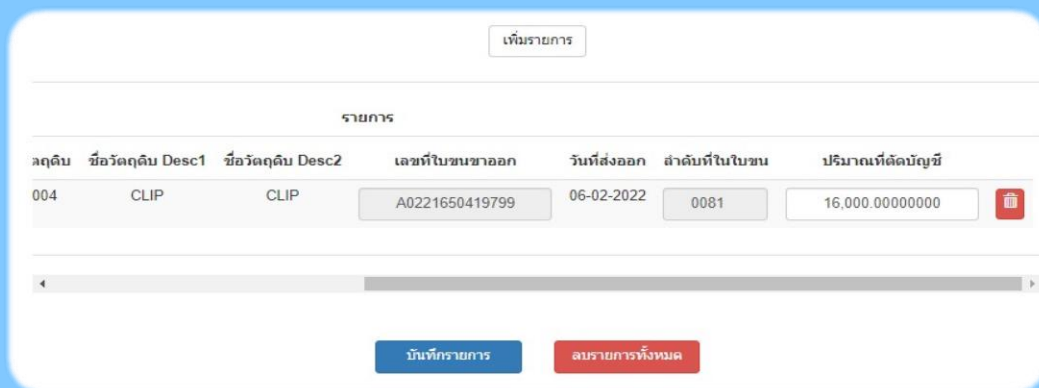 เพิ่มรายการ
รายการ
ลฤดิบ ชื่อวัตถุดิบ Desc1 ชื่อวัตถุดิบ Desc2 เลขที่ใบขนขาออก วันที่ส่งออก ลำดับที่ในใบขน ปริมาณที่ตัดบัญชี
004 CLIP CLIP A0221650419799 06-02-2022 0081 16,000.00000000
บันทึกรายการ ลบรายการทั้งหมด